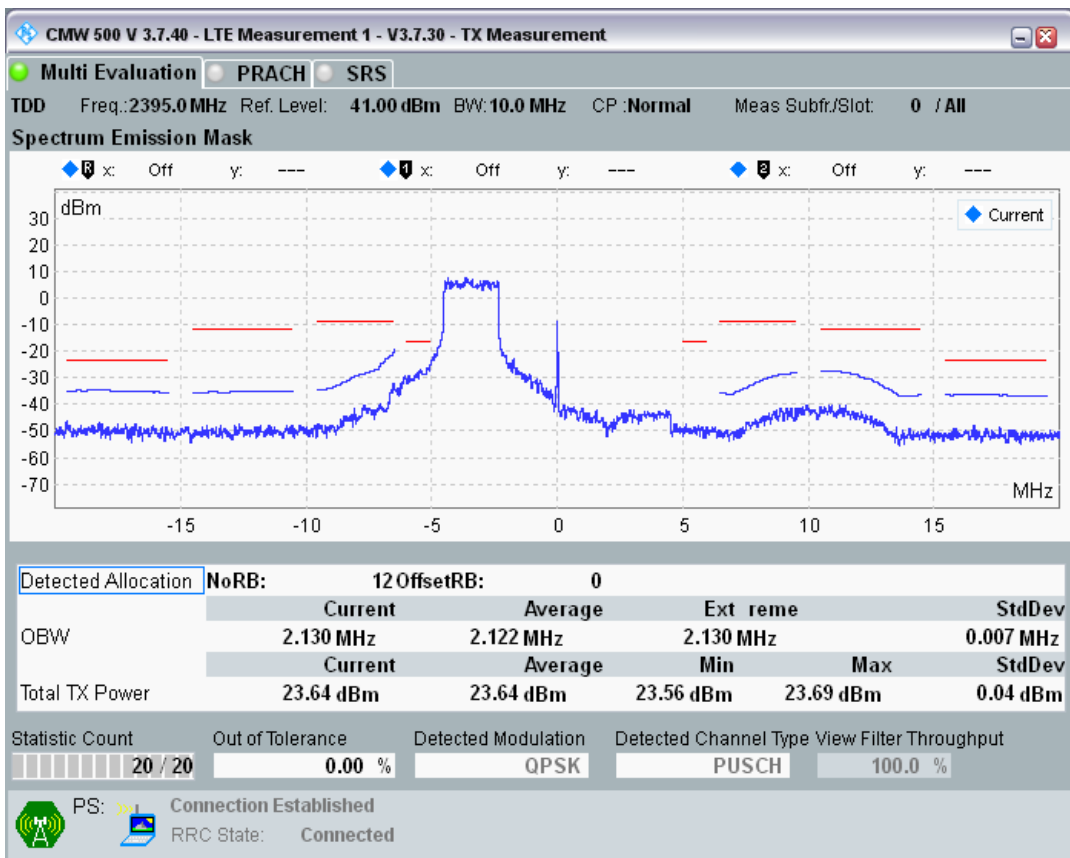 CMW 500 V 3.7.40 - LTE Measurement 1 - V3.7.30 - TX Measurement
Multi Evaluation PRACH SRS
TDD Freq.:2395.0 MHz Ref. Level: 41.00 dBm BW:10.0 MHz CP :Normal Meas Subfr./Slot: 0 / All
Spectrum Emission Mask
R x: Off y: --- 1 x: Off y: --- 2 x: Off y: ---
dBm
Current
30
20
10
0
-10
-20
-30
-40
-50
-60
-70
MHz
-15 -10 -5 0 5 10 15
Detected Allocation NoRB: 12 OffsetRB: 0
Current Average Ext reme StdDev
OBW 2.130 MHz 2.122 MHz 2.130 MHz 0.007 MHz
Current Average Min Max StdDev
Total TX Power 23.64 dBm 23.64 dBm 23.56 dBm 23.69 dBm 0.04 dBm
Statistic Count Out of Tolerance Detected Modulation Detected Channel Type View Filter Throughput
20 / 20 0.00 % QPSK PUSCH 100.0 %
PS: Connection Established
RRC State: Connected